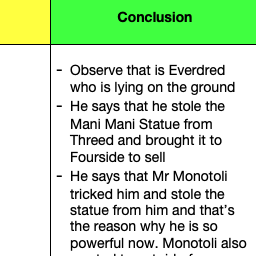 Conclusion
- Observe that is Everdred
who is lying on the ground
- He says that he stole the
Mani Mani Statue from
Threed and brought it to
Fourside to sell
- He says that Mr Monotoli
tricked him and stole the
statue from him and that's
the reason why he is so
powerful now. Monotoli also